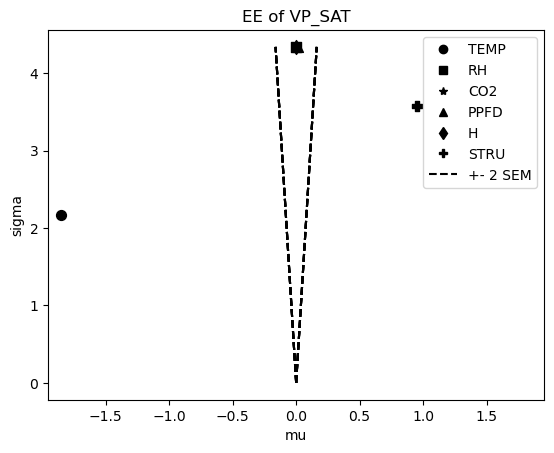 EE of VP_SAT
TEMP
RH
CO2
PPFD
H
STRU
+- 2 SEM
sigma
4
3
2
1
0
−1.5 −1.0 −0.5 0.0 0.5 1.0 1.5
mu